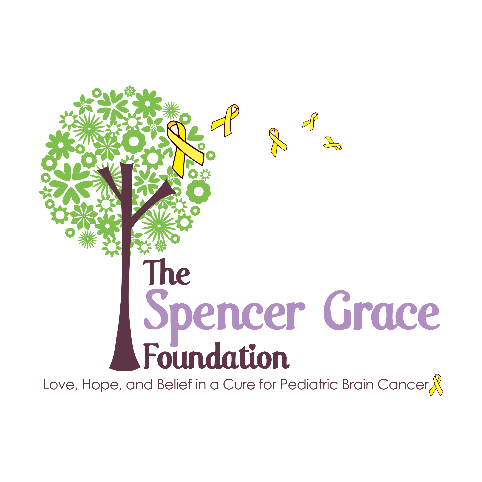 The
Spencer Grace
Foundation
Love, Hope, and Belief in a Cure for Pediatric Brain Cancer